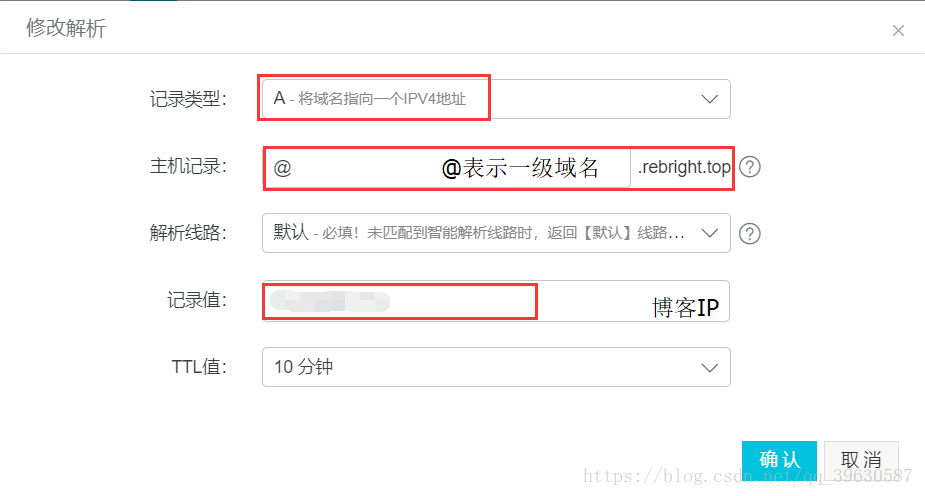 修改解析
记录类型： A - 将域名指向一个IPV4地址
主机记录： @ @表示一级域名 .rebright.top
解析线路： 默认 - 必填！未匹配到智能解析线路时，返回【默认】线路...
记录值： 博客IP
TTL值： 10 分钟
确认 取消
https://blog.csdn.net/qq_39630587